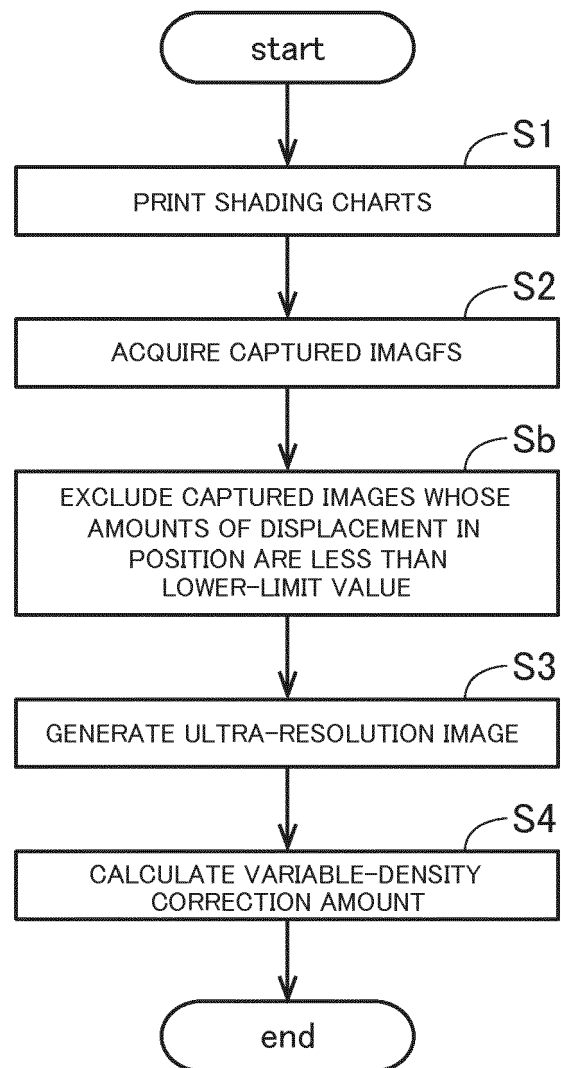 start
S1
PRINT SHADING CHARTS
S2
ACQUIRE CAPTURED IMAGFS
Sb
EXCLUDE CAPTURED IMAGES WHOSE
AMOUNTS OF DISPLACEMENT IN
POSITION ARE LESS THAN
LOWER-LIMIT VALUE
S3
GENERATE ULTRA-RESOLUTION IMAGE
S4
CALCULATE VARIABLE-DENSITY
CORRECTION AMOUNT
end